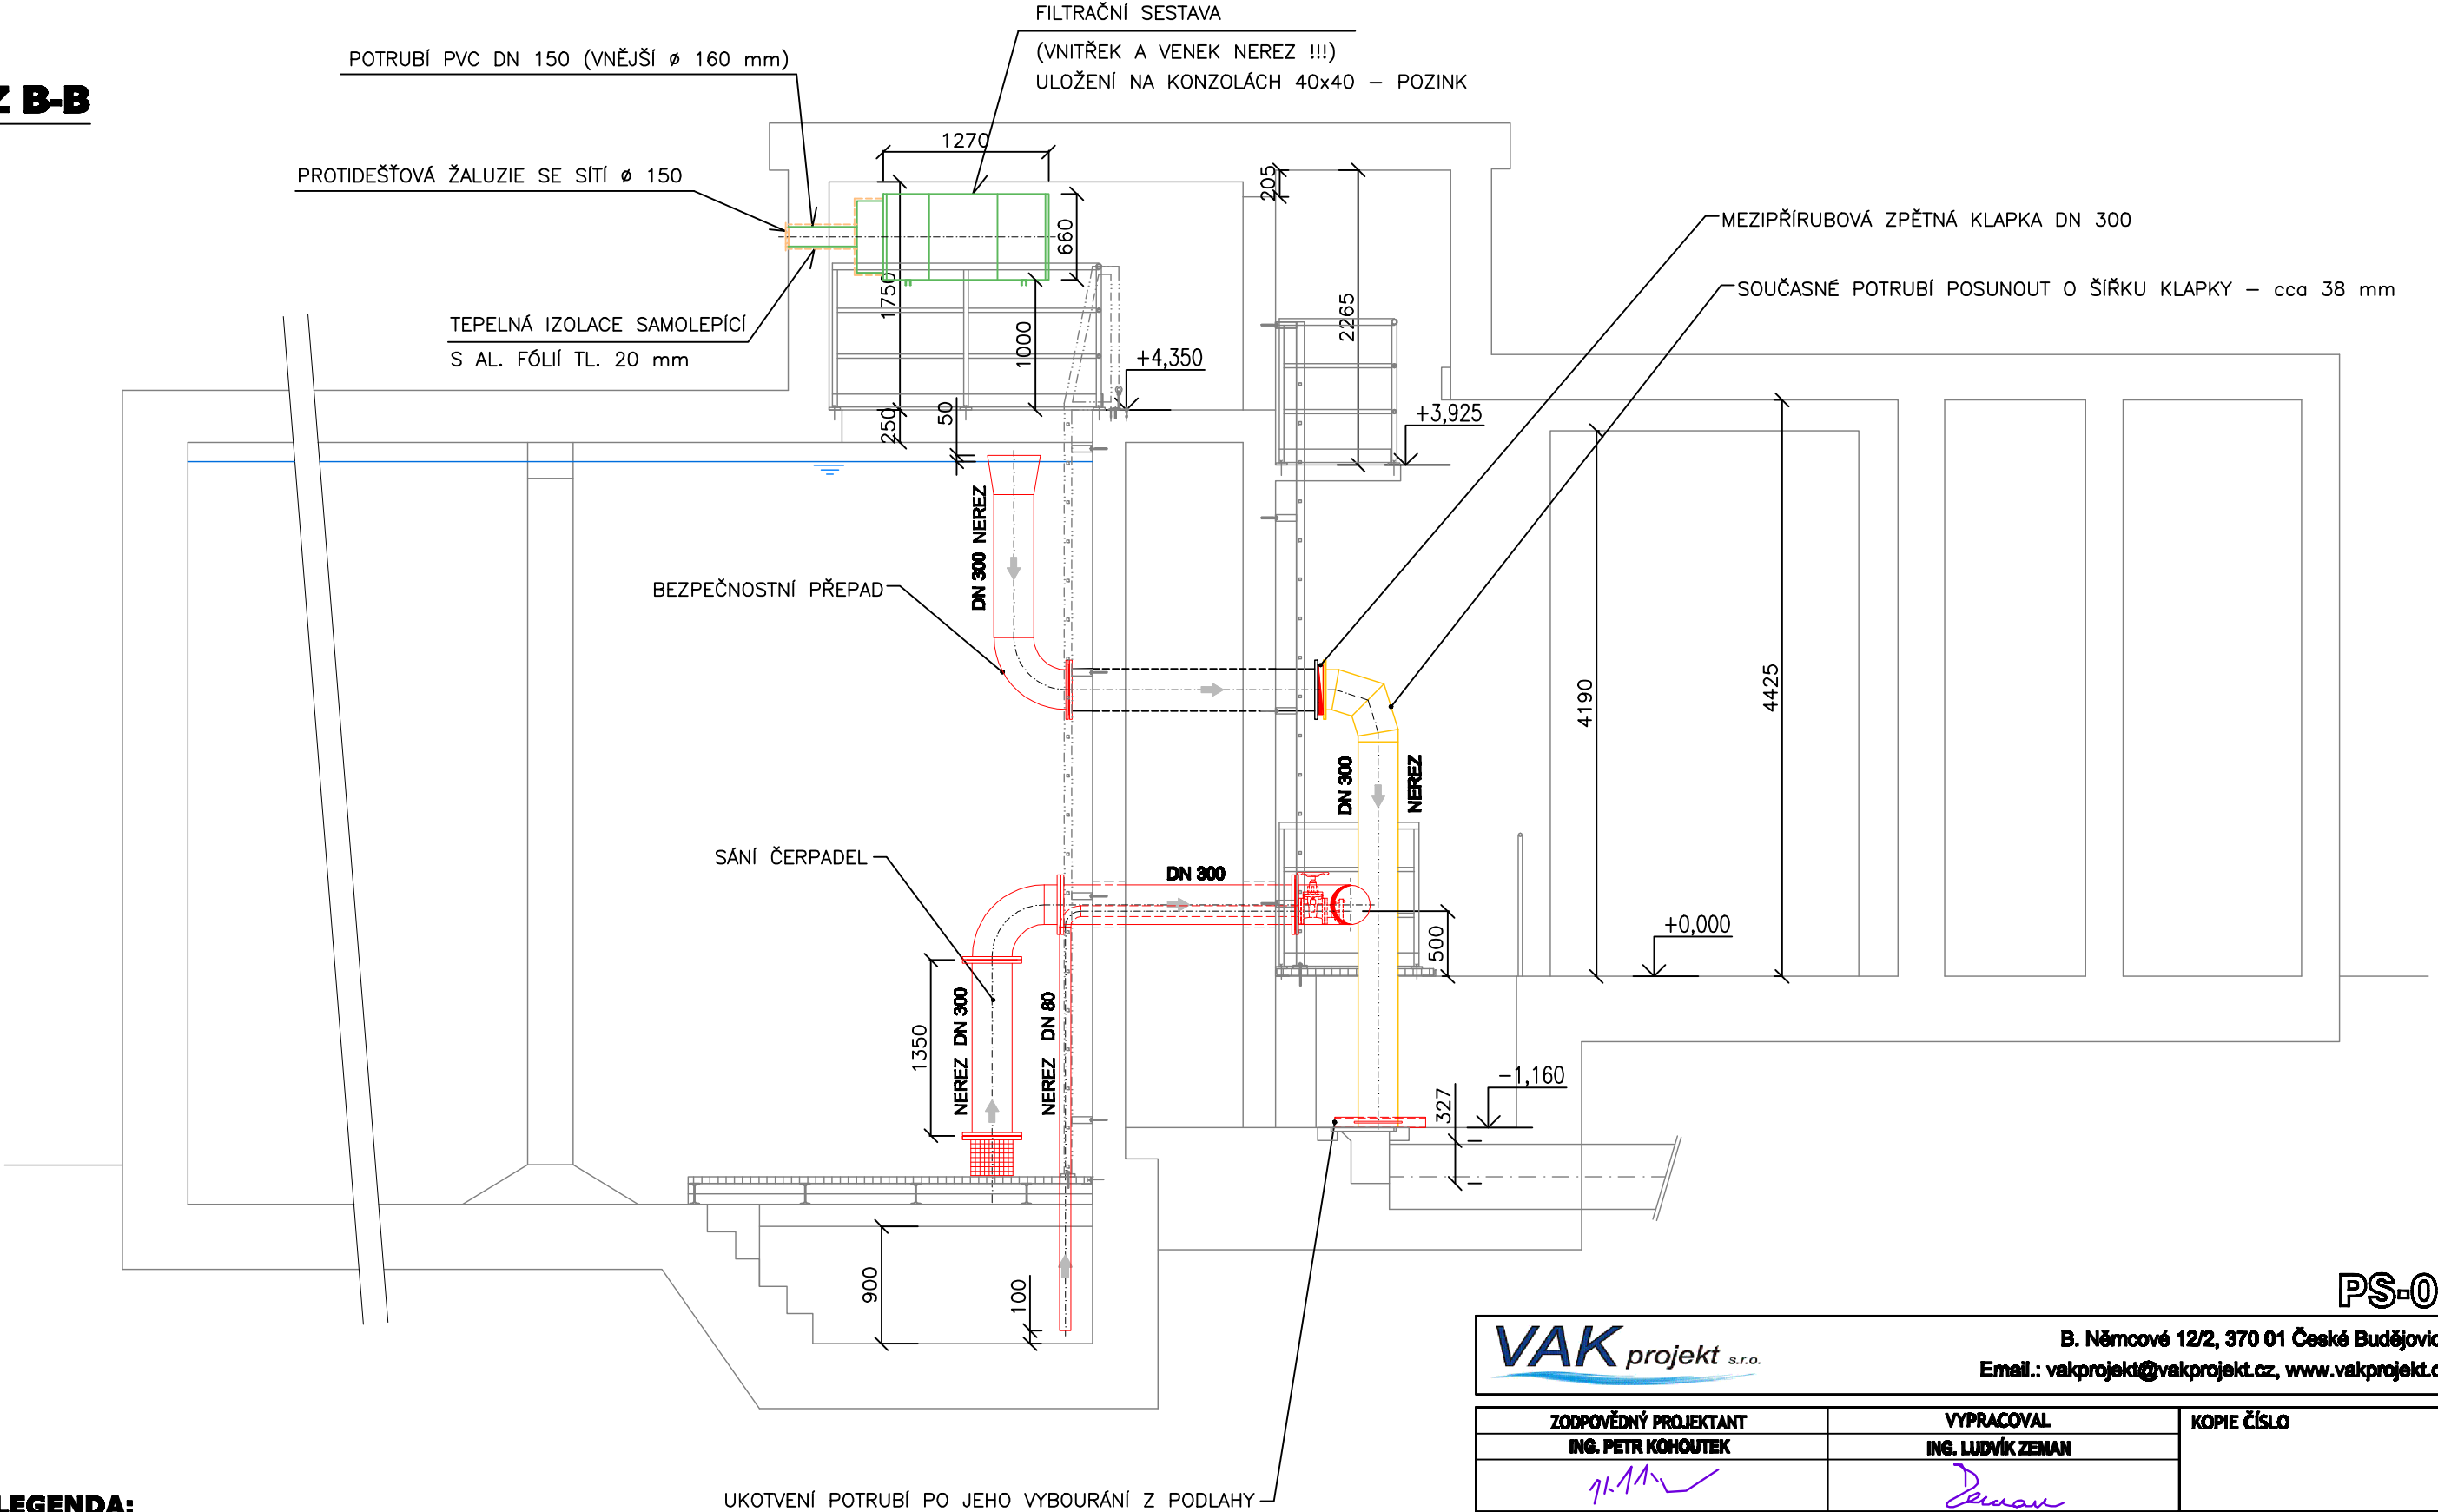 FILTRAČNÍ SESTAVA
(VNITŘEK A VENEK NEREZ !!!)
ULOŽENÍ NA KONZOLÁCH 40x40 – POZINK
POTRUBÍ PVC DN 150 (VNĚJŠÍ ø 160 mm)
Z B-B
PROTIDEŠŤOVÁ ŽALUZIE SE SÍTÍ ø 150
1270
205
660
MEZIPŘÍRUBOVÁ ZPĚTNÁ KLAPKA DN 300
SOUČASNÉ POTRUBÍ POSUNOUT O ŠÍŘKU KLAPKY – cca 38 mm
1750
2265
TEPELNÁ IZOLACE SAMOLEPÍCÍ
S AL. FÓLIÍ TL. 20 mm
1000
+4,350
250
50
+3,925
DN 300 NEREZ
BEZPEČNOSTNÍ PŘEPAD
4190
4425
DN 300
NEREZ
SÁNÍ ČERPADEL
DN 300
500
+0,000
1350
NEREZ DN 300
NEREZ DN 80
-1,160
327
900
100
PS-0
VAK projekt s.r.o.
B. Němcové 12/2, 370 01 České Budějovic
Email.: vakprojekt@vakprojekt.cz, www.vakprojekt.c
ZODPOVĚDNÝ PROJEKTANT
VYPRACOVAL
KOPIE ČÍSLO
ING. PETR KOHOUTEK
ING. LUDVÍK ZEMAN
Zeman
UKOTVENÍ POTRUBÍ PO JEHO VYBOURÁNÍ Z PODLAHY
LEGENDA: